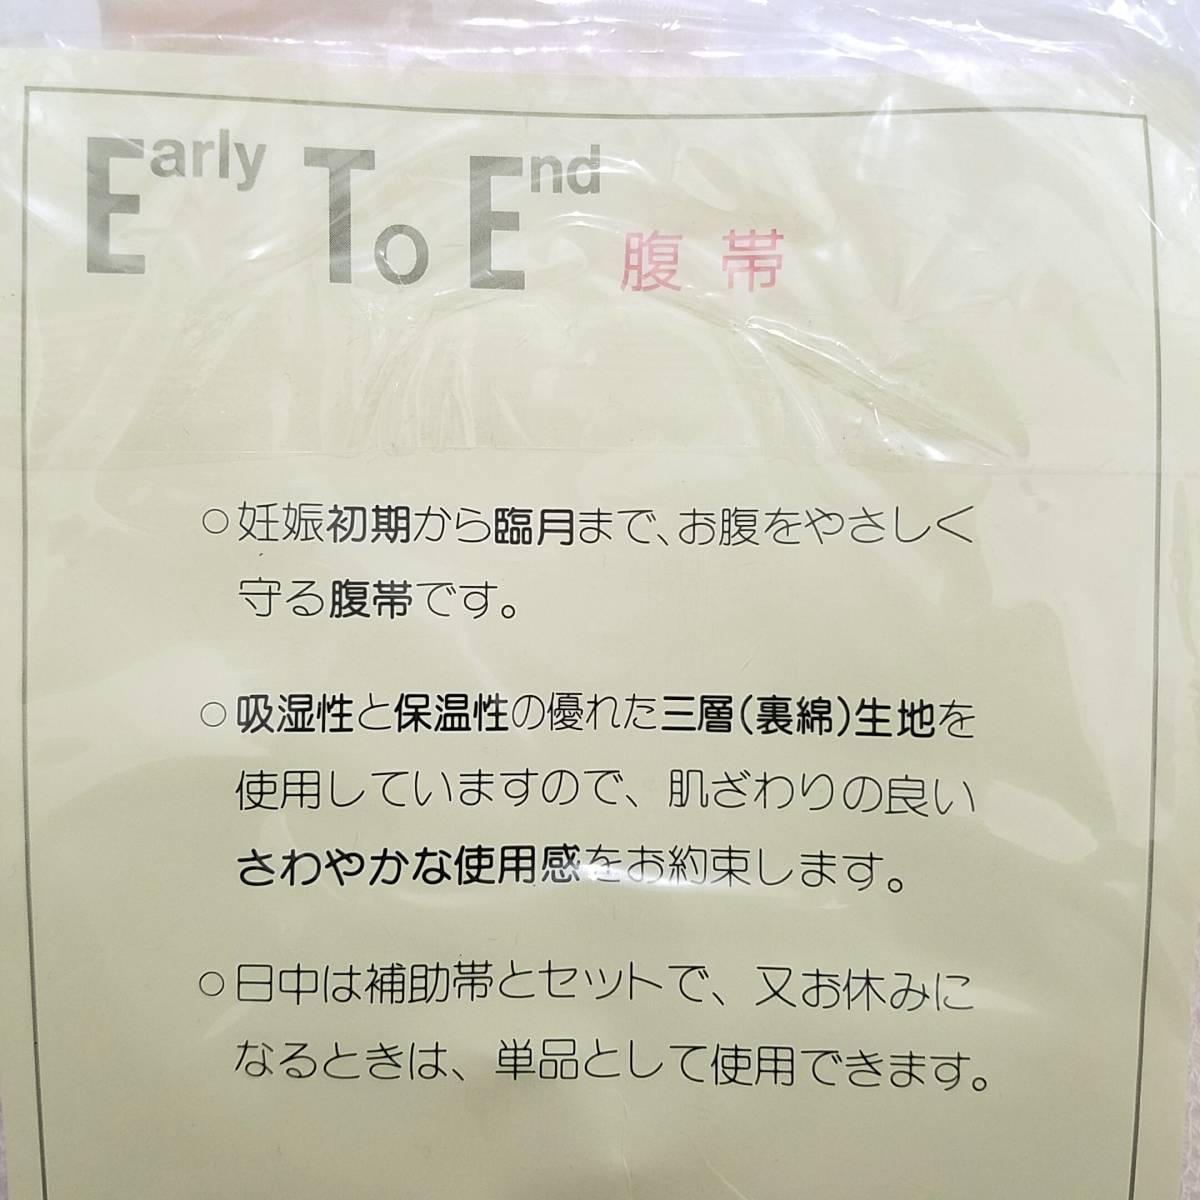 Early To End 腹帯
○妊娠初期から臨月まで、お腹をやさしく
守る腹帯です。
○吸湿性と保温性の優れた三層(裏綿)生地を
使用していますので、肌ざわりの良い
さわやかな使用感をお約束します。
○日中は補助帯とセットで、又お休みに
なるときは、単品として使用できます。